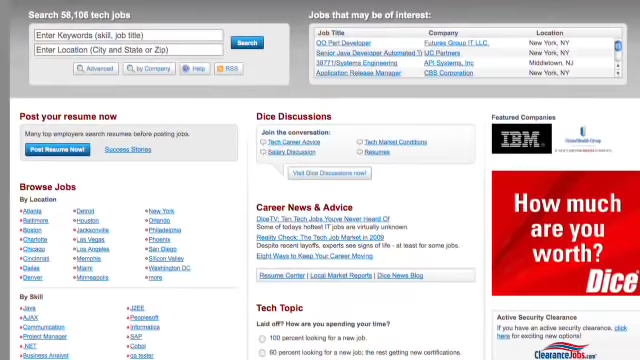 Search 58,106 tech jobs
Enter Keywords (skill, job title)
Enter Location (City and State or Zip)
Search
Advanced
by Company
Help
RSS
Jobs that may be of interest:
Job Title Company Location
OO Perl Developer Futures Group IT LLC. New York, NY
Senior Java Developer Automated T IJC Partners New York, NY
38771/Systems Engineering API Systems, Inc Middletown, NJ
Application Release Manager CBS Corporation New York, NY
Post your resume now
Many top employers search resumes before posting jobs.
Post Resume Now!
Success Stories
Browse Jobs
By Location
Atlanta Detroit New York
Baltimore Houston Orlando
Boston Jacksonville Philadelphia
Charlotte Las Vegas Phoenix
Chicago Los Angeles San Diego
Cincinnati Memphis Silicon Valley
Dallas Miami Washington DC
Denver Minneapolis more
By Skill
Java J2EE
AJAX Peoplesoft
Communication Informatica
Project Manager SAP
.NET Cobol
Business Analyst qa tester
Dice Discussions
Join the conversation:
Tech Career Advice Tech Market Conditions
Salary Discussion Resumes
Visit Dice Discussions now!
Career News & Advice
DiceTV: Ten Tech Jobs You've Never Heard Of
Some of todays hottest IT jobs are virtually unknown
Reality Check: The Tech Job Market in 2009
Despite recent layoffs, experts see signs of life - at least for some jobs.
Eight Ways to Keep Your Career Moving
Resume Center | Local Market Reports | Dice News Blog
Tech Topic
Laid off? How are you spending your time?
100 percent looking for a new job.
60 percent looking for a new job, the rest getting new certifications.
Featured Companies
IBM
UnitedHealth Group
How much
are you
worth?
Dice
Active Security Clearance
If you have an active security clearance, click
here for exciting new options!
ClearanceJobs.com